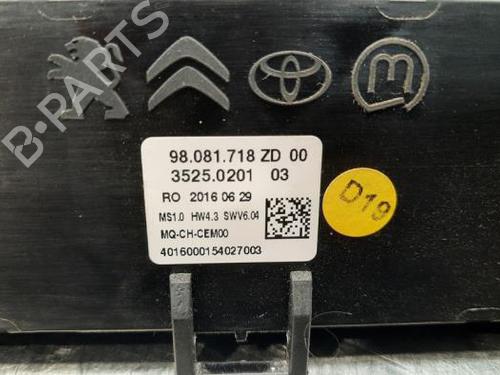 B-PARTS
m
98.081.718 ZD 00
3525.0201 03
RO 2016 06 29
MS1.0 HW4.3 SWV6.04
MQ-CH-CEM00
4016000154027003
D19